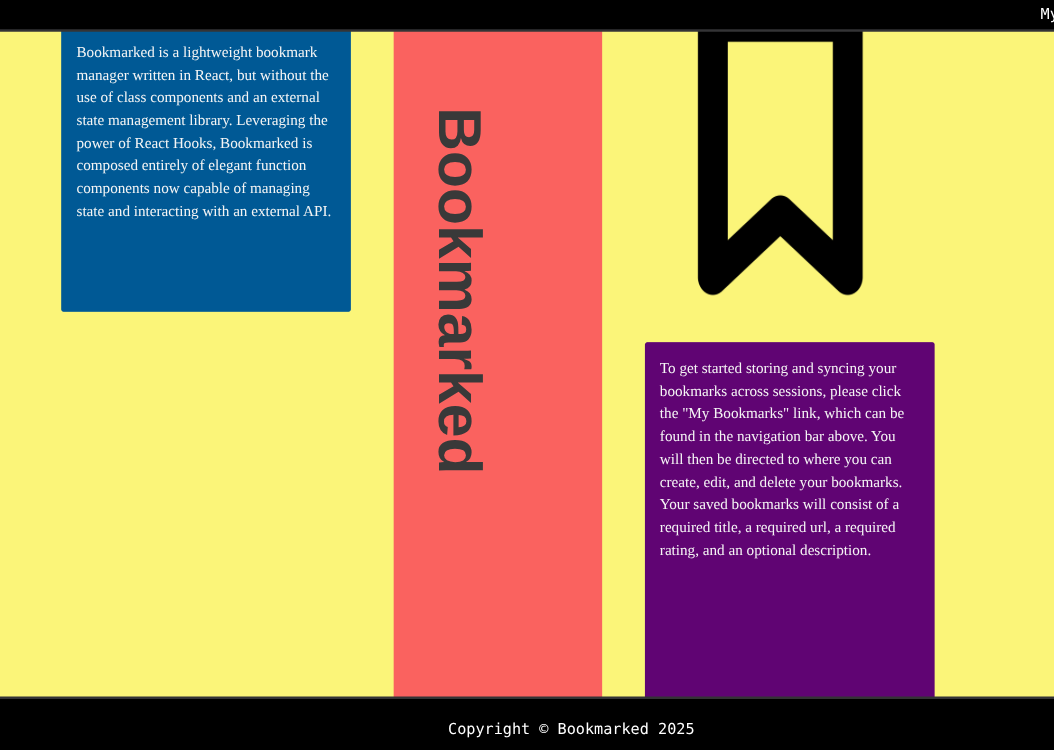 My
Bookmarked is a lightweight bookmark
manager written in React, but without the
use of class components and an external
state management library. Leveraging the
power of React Hooks, Bookmarked is
composed entirely of elegant function
components now capable of managing
state and interacting with an external API.
Bookmarked
To get started storing and syncing your
bookmarks across sessions, please click
the "My Bookmarks" link, which can be
found in the navigation bar above. You
will then be directed to where you can
create, edit, and delete your bookmarks.
Your saved bookmarks will consist of a
required title, a required url, a required
rating, and an optional description.
Copyright © Bookmarked 2025